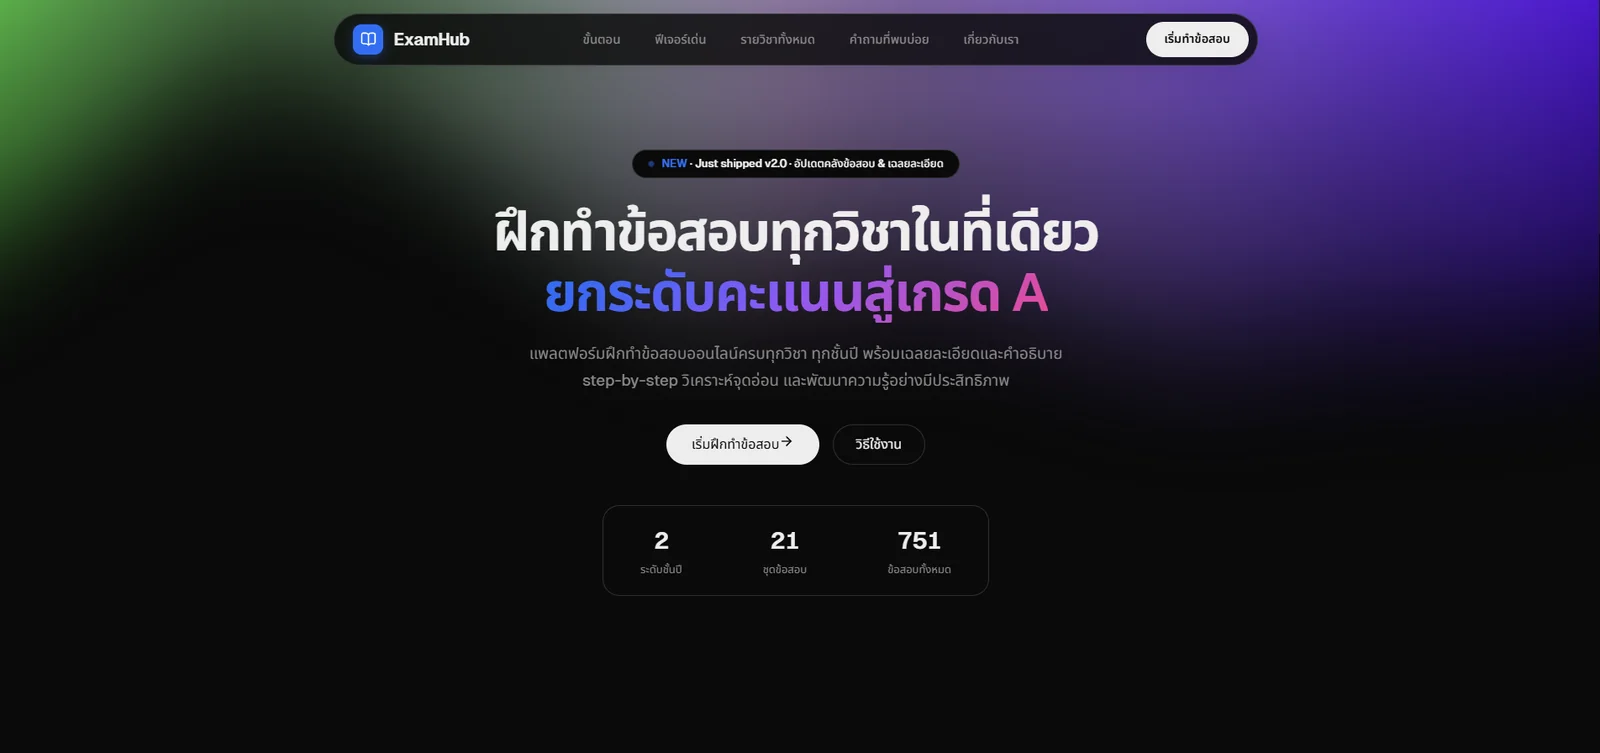 ExamHub
ขั้นตอน
ฟีเจอร์เด่น
รายวิชาทั้งหมด
คำถามที่พบบ่อย
เกี่ยวกับเรา
เริ่มทำข้อสอบ
NEW · Just shipped v2.0 · อัปเดตคลังข้อสอบ & เฉลยละเอียด
ฝึกทำข้อสอบทุกวิชาในที่เดียว
ยกระดับคะแนนสู่เกรด A
แพลตฟอร์มฝึกทำข้อสอบออนไลน์ครบทุกวิชา ทุกชั้นปี พร้อมเฉลยละเอียดและคำอธิบาย
step-by-step วิเคราะห์จุดอ่อน และพัฒนาความรู้อย่างมีประสิทธิภาพ
เริ่มฝึกทำข้อสอบ→
วิธีใช้งาน
2
ระดับชั้นปี
21
ชุดข้อสอบ
751
ข้อสอบทั้งหมด